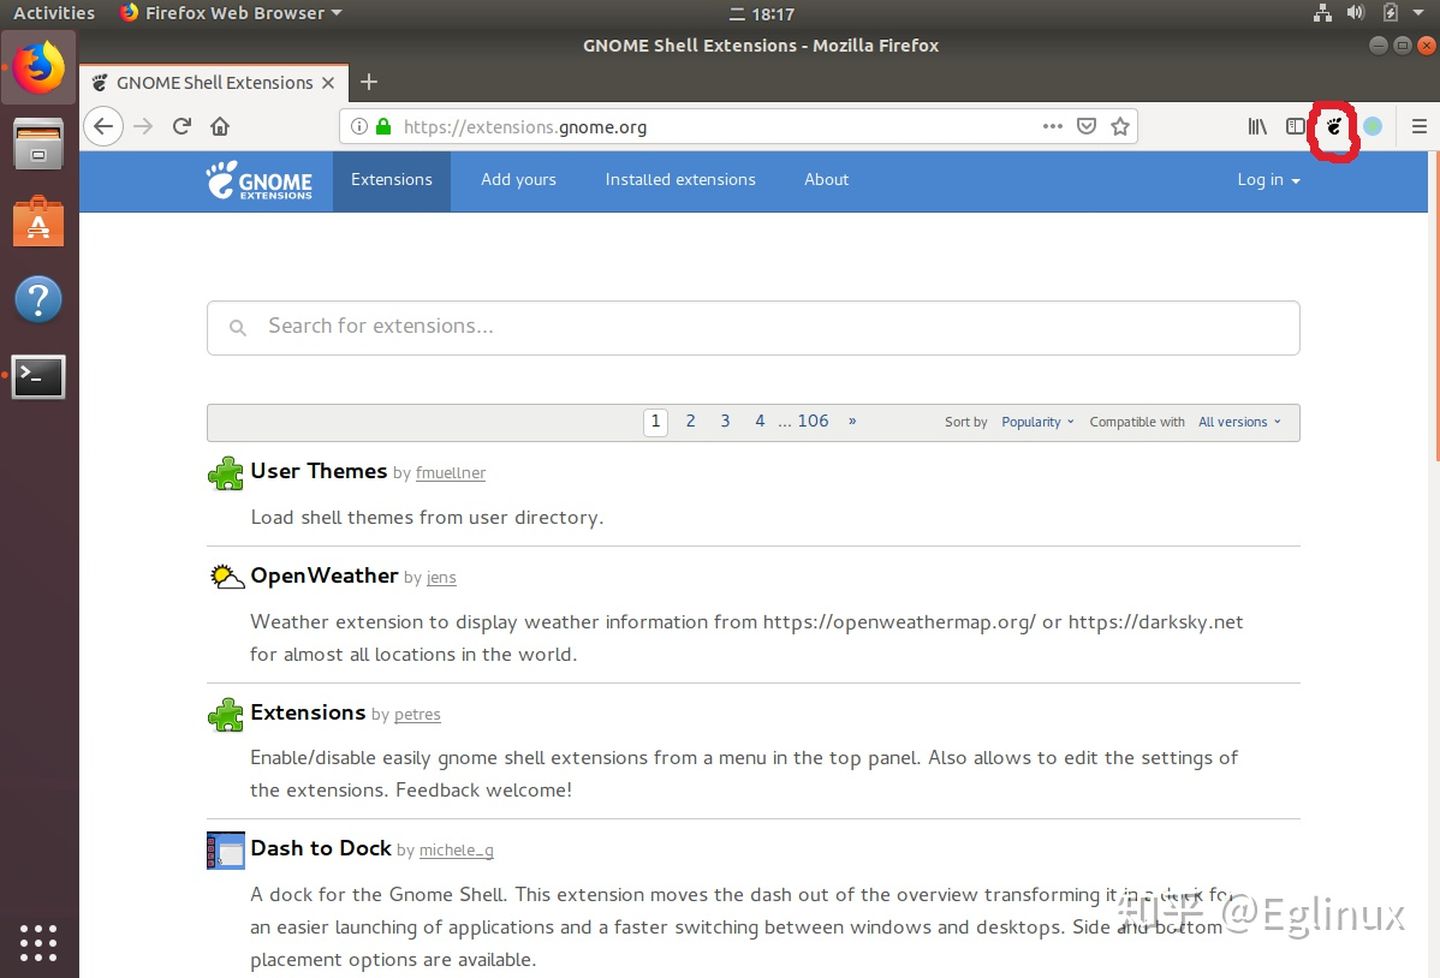 Activities Firefox Web Browser 二 18:17
GNOME Shell Extensions - Mozilla Firefox
GNOME Shell Extensions
https://extensions.gnome.org
GNOME
EXTENSIONS
Extensions Add yours Installed extensions About Log in
Search for extensions...
1 2 3 4 ... 106 » Sort by Popularity Compatible with All versions
User Themes by fmuellner
Load shell themes from user directory.
OpenWeather by jens
Weather extension to display weather information from https://openweathermap.org/ or https://darksky.net
for almost all locations in the world.
Extensions by petres
Enable/disable easily gnome shell extensions from a menu in the top panel. Also allows to edit the settings of
the extensions. Feedback welcome!
Dash to Dock by michele_g
A dock for the Gnome Shell. This extension moves the dash out of the overview transforming it in a dock for
an easier launching of applications and a faster switching between windows and desktops. Side and bottom
placement options are available.
知乎 @Eglinux